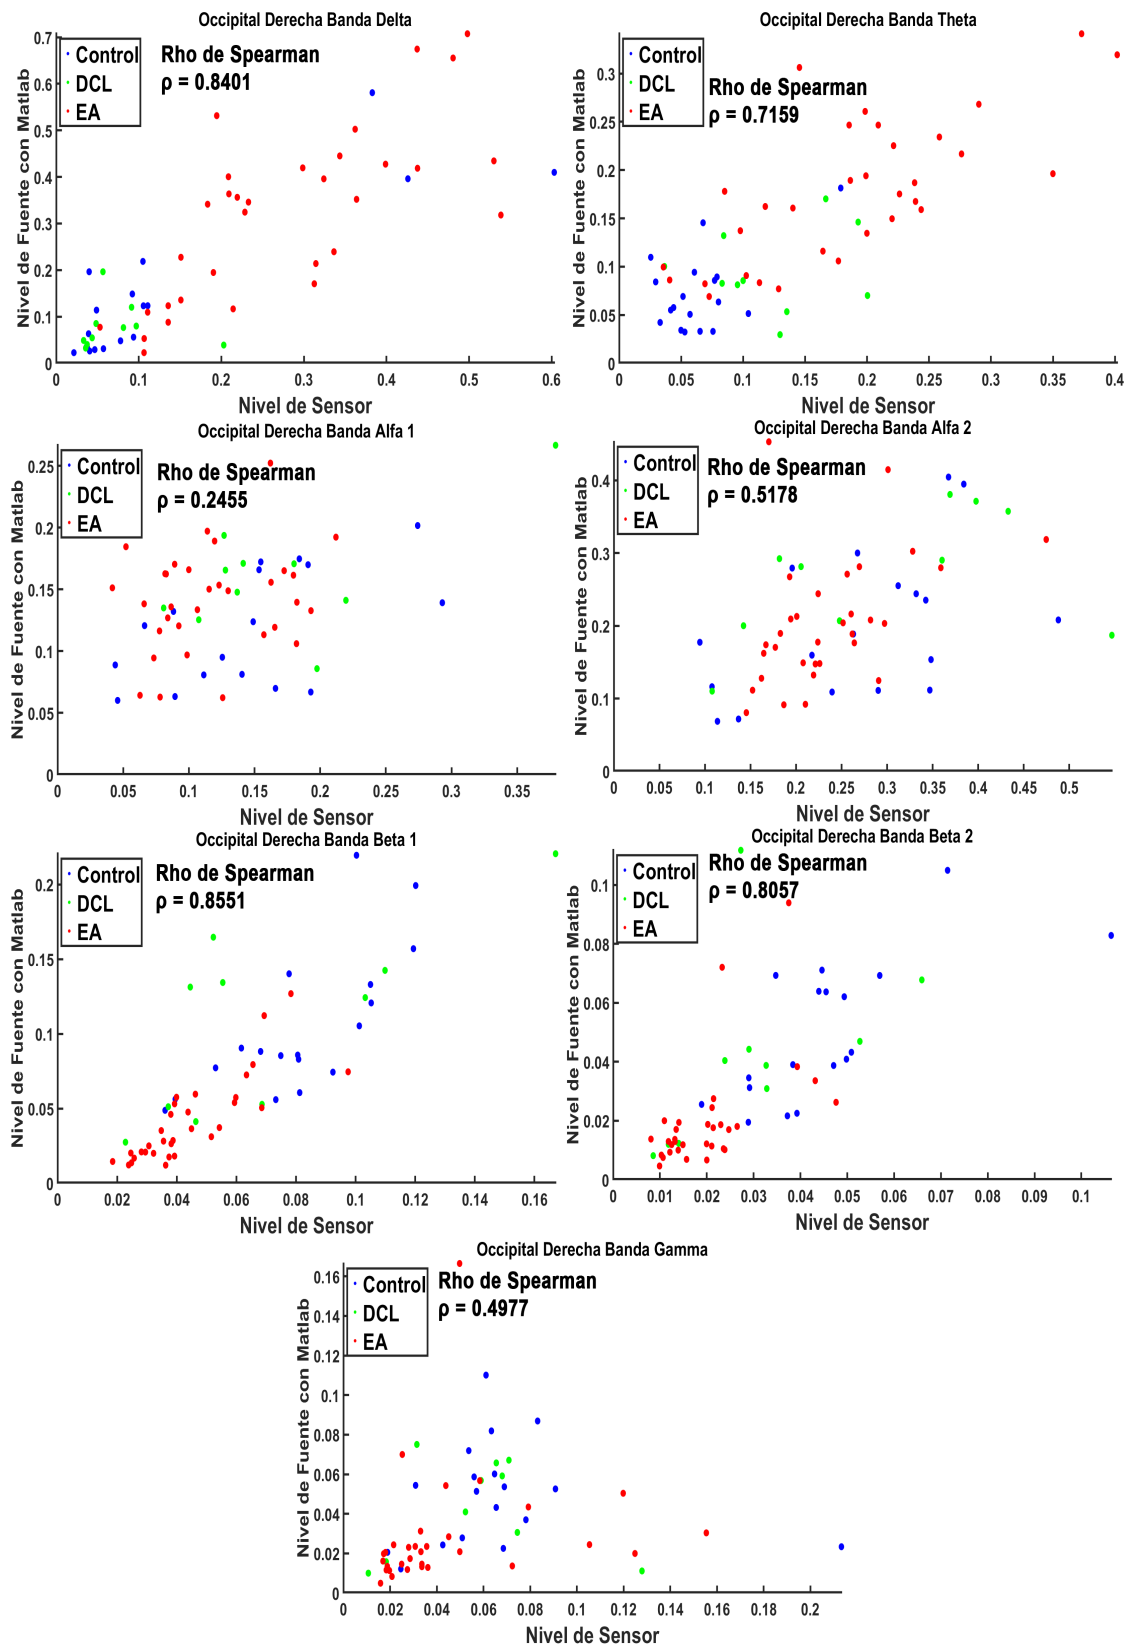 Occipital Derecha Banda Delta
Control
DCL
EA
Rho de Spearman
ρ = 0.8401
Nivel de Fuente con Matlab
0.7
0.6
0.5
0.4
0.3
0.2
0.1
0
0 0.1 0.2 0.3 0.4 0.5 0.6
Nivel de Sensor
Occipital Derecha Banda Theta
Control
DCL
EA
Rho de Spearman
ρ = 0.7159
Nivel de Fuente con Matlab
0.3
0.25
0.2
0.15
0.1
0.05
0
0 0.05 0.1 0.15 0.2 0.25 0.3 0.35 0.4
Nivel de Sensor
Occipital Derecha Banda Alfa 1
Control
DCL
EA
Rho de Spearman
ρ = 0.2455
Nivel de Fuente con Matlab
0.25
0.2
0.15
0.1
0.05
0
0 0.05 0.1 0.15 0.2 0.25 0.3 0.35
Nivel de Sensor
Occipital Derecha Banda Alfa 2
Control
DCL
EA
Rho de Spearman
ρ = 0.5178
Nivel de Fuente con Matlab
0.4
0.3
0.2
0.1
0
0 0.05 0.1 0.15 0.2 0.25 0.3 0.35 0.4 0.45 0.5
Nivel de Sensor
Occipital Derecha Banda Beta 1
Control
DCL
EA
Rho de Spearman
ρ = 0.8551
Nivel de Fuente con Matlab
0.2
0.15
0.1
0.05
0
0 0.02 0.04 0.06 0.08 0.1 0.12 0.14 0.16
Nivel de Sensor
Occipital Derecha Banda Beta 2
Control
DCL
EA
Rho de Spearman
ρ = 0.8057
Nivel de Fuente con Matlab
0.1
0.08
0.06
0.04
0.02
0
0 0.01 0.02 0.03 0.04 0.05 0.06 0.07 0.08 0.09 0.1
Nivel de Sensor
Occipital Derecha Banda Gamma
Control
DCL
EA
Rho de Spearman
ρ = 0.4977
Nivel de Fuente con Matlab
0.16
0.14
0.12
0.1
0.08
0.06
0.04
0.02
0
0 0.02 0.04 0.06 0.08 0.1 0.12 0.14 0.16 0.18 0.2
Nivel de Sensor